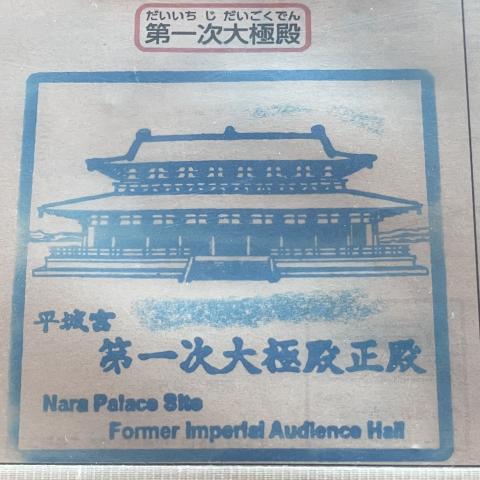 だいいち じ だいごくでん
第一次大極殿
平城宮
第一次大極殿正殿
Nara Palace Site
Former Imperial Audience Hall